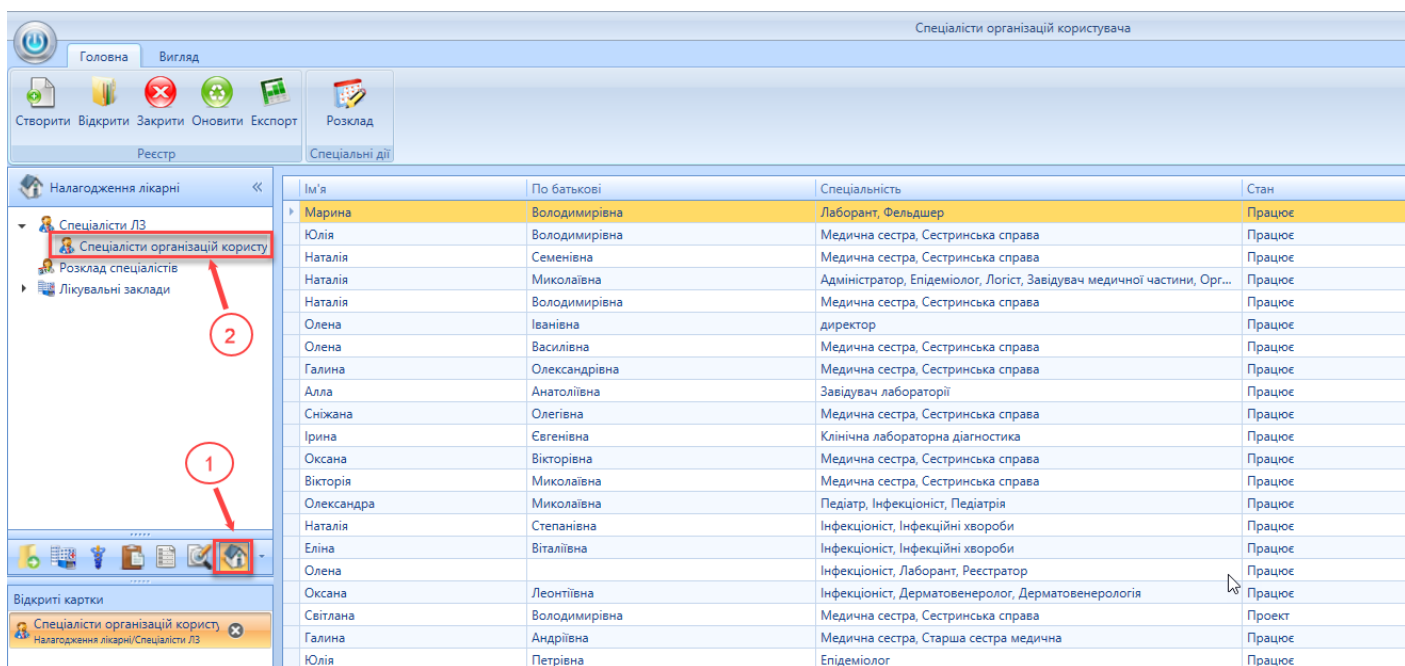 Спеціалісти організацій користувача
Головна Вигляд
Створити Відкрити Закрити Оновити Експорт Розклад
Реєстр Спеціальні дії
Налагодження лікарні
Спеціалісти ЛЗ
Спеціалісти організацій користу
Розклад спеціалістів
Лікувальні заклади
2
1
Відкриті картки
Спеціалісти організацій користу
Налагодження лікарні/Спеціалісти ЛЗ
Ім'я По батькові Спеціальність Стан
Марина Володимирівна Лаборант, Фельдшер Працює
Юлія Володимирівна Медична сестра, Сестринська справа Працює
Наталія Семенівна Медична сестра, Сестринська справа Працює
Наталія Миколаївна Адміністратор, Епідеміолог, Логіст, Завідувач медичної частини, Орг... Працює
Наталія Володимирівна Медична сестра, Сестринська справа Працює
Олена Іванівна директор Працює
Олена Василівна Медична сестра, Сестринська справа Працює
Галина Олександрівна Медична сестра, Сестринська справа Працює
Алла Анатоліївна Завідувач лабораторії Працює
Сніжана Олегівна Медична сестра, Сестринська справа Працює
Ірина Євгенівна Клінічна лабораторна діагностика Працює
Оксана Вікторівна Медична сестра, Сестринська справа Працює
Вікторія Миколаївна Медична сестра, Сестринська справа Працює
Олександра Миколаївна Педіатр, Інфекціоніст, Педіатрія Працює
Наталія Степанівна Інфекціоніст, Інфекційні хвороби Працює
Еліна Віталіївна Інфекціоніст, Інфекційні хвороби Працює
Олена Інфекціоніст, Лаборант, Реєстратор Працює
Оксана Леонтіївна Інфекціоніст, Дерматовенеролог, Дерматовенерологія Працює
Світлана Володимирівна Медична сестра, Сестринська справа Проект
Галина Андріївна Медична сестра, Старша сестра медична Працює
Юлія Петрівна Епідеміолог Працює